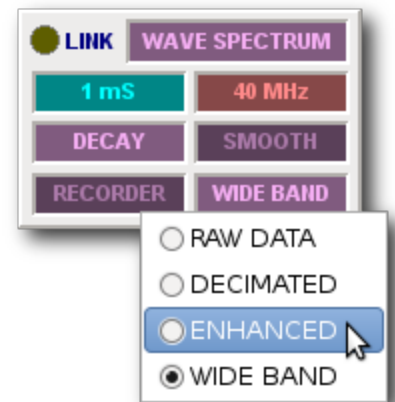 LINK WAVE SPECTRUM
1 mS 40 MHz
DECAY SMOOTH
RECORDER WIDE BAND
RAW DATA
DECIMATED
ENHANCED
WIDE BAND